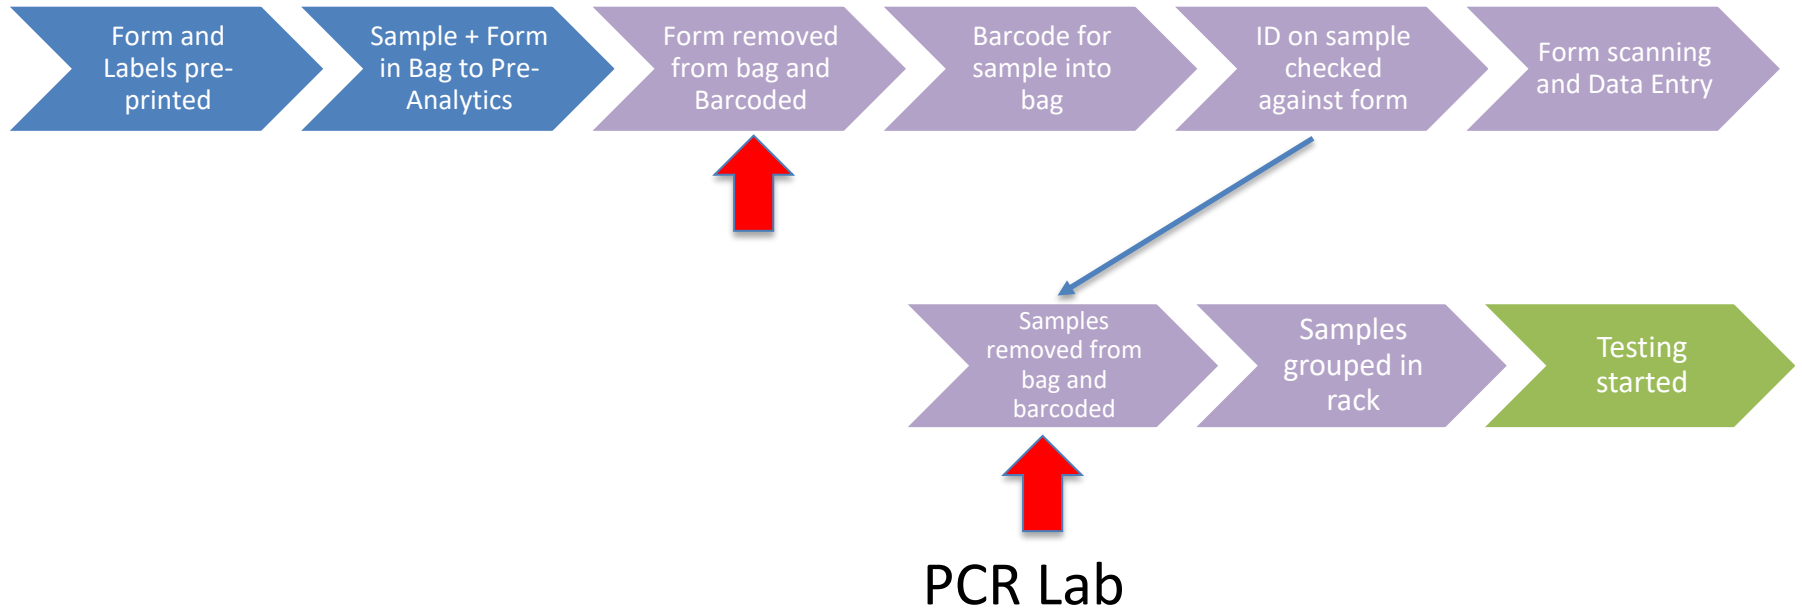 Form and
Labels pre-
printed
Sample + Form
in Bag to Pre-
Analytics
Form removed
from bag and
Barcoded
Barcode for
sample into
bag
ID on sample
checked
against form
Form scanning
and Data Entry
Samples
removed from
bag and
barcoded
Samples
grouped in
rack
Testing
started
PCR Lab